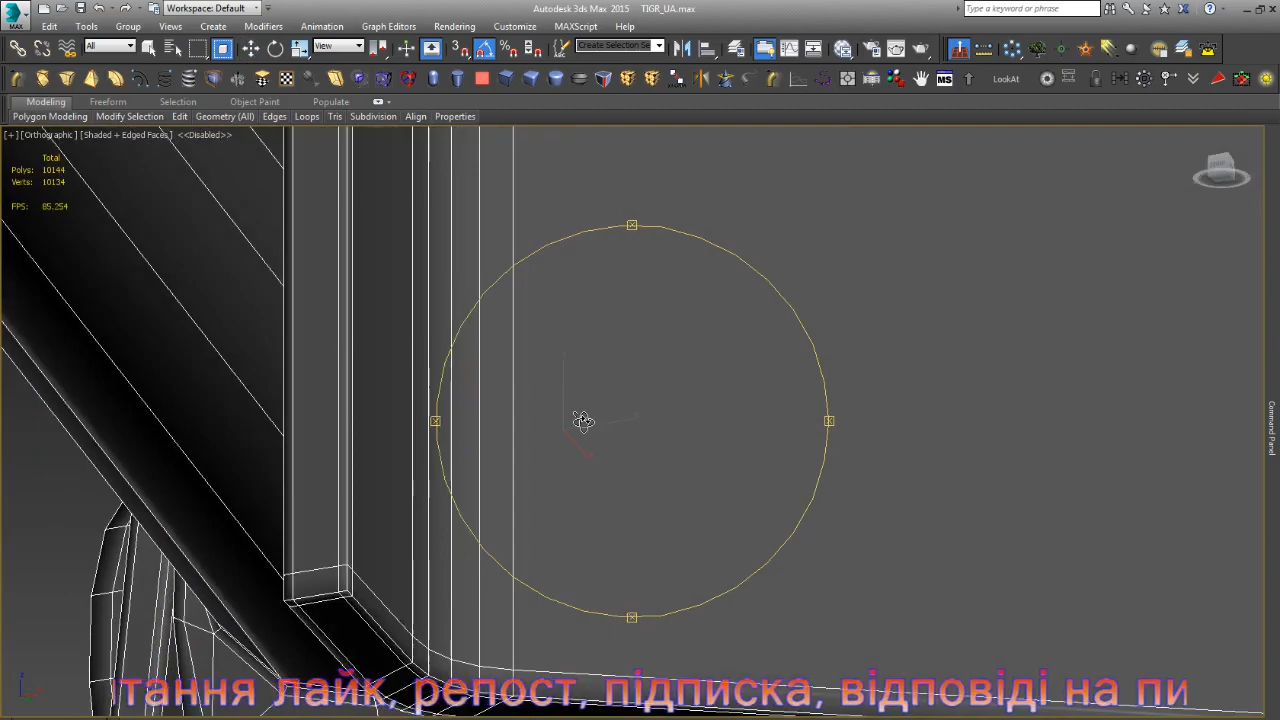 Autodesk 3ds Max 2015 TIGR_UA.max
Workspace: Default
Type a keyword or phrase
MAX
Edit Tools Group Views Create Modifiers Animation Graph Editors Rendering Customize MAXScript Help
All View Create Selection Se
MS LookAt
Modeling Freeform Selection Object Paint Populate
Polygon Modeling Modify Selection Edit Geometry (All) Edges Loops Tris Subdivision Align Properties
[+] [Orthographic] [Shaded + Edged Faces] <<Disabled>>
Total
Polys: 10144
Verts: 10134
FPS: 85.254
Command Panel
тання лайк, репост, підписка, відповіді на пи